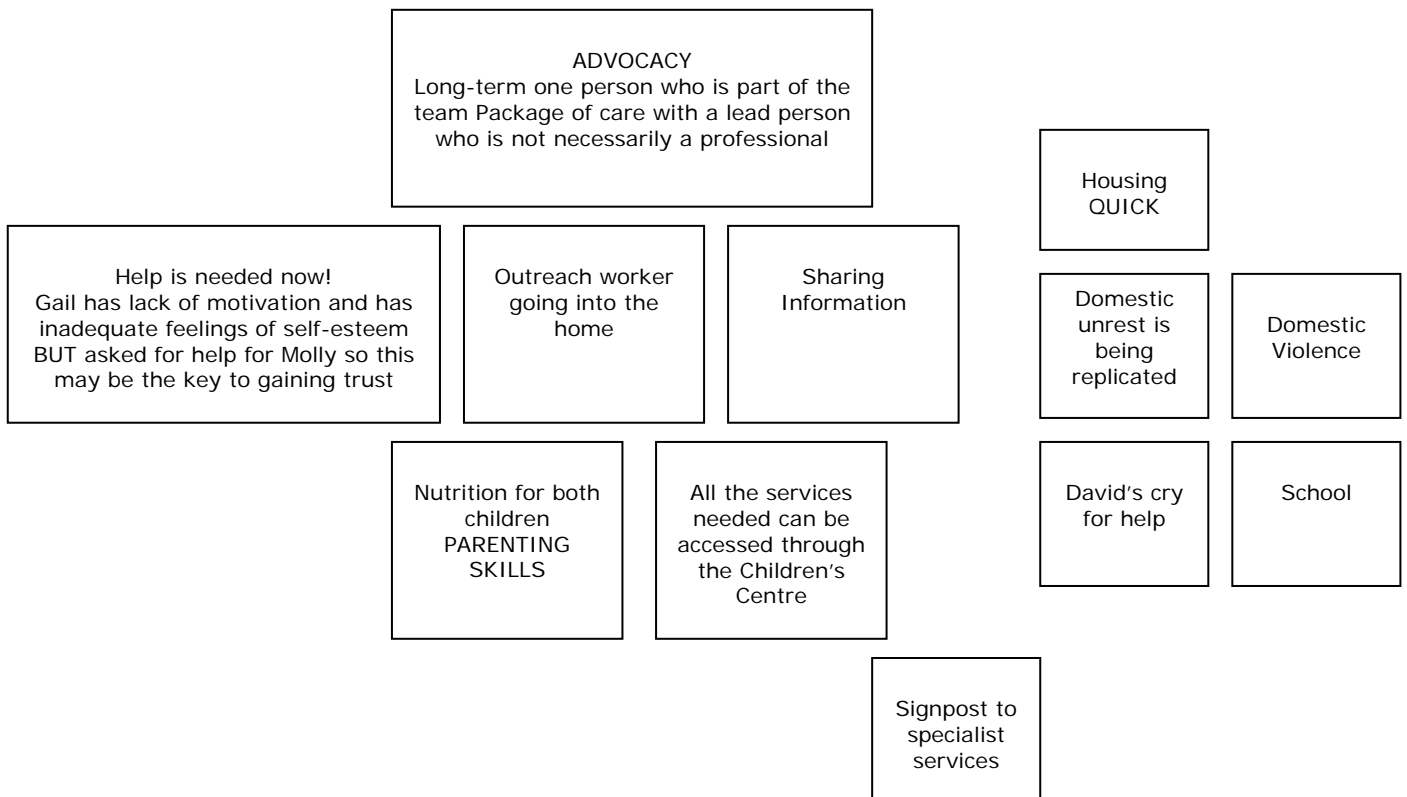 ADVOCACY
Long-term one person who is part of the
team Package of care with a lead person
who is not necessarily a professional
Housing
QUICK
Help is needed now!
Gail has lack of motivation and has
inadequate feelings of self-esteem
BUT asked for help for Molly so this
may be the key to gaining trust
Outreach worker
going into the
home
Sharing
Information
Domestic
unrest is
being
replicated
Domestic
Violence
Nutrition for both
children
PARENTING
SKILLS
All the services
needed can be
accessed through
the Children's
Centre
David's cry
for help
School
Signpost to
specialist
services